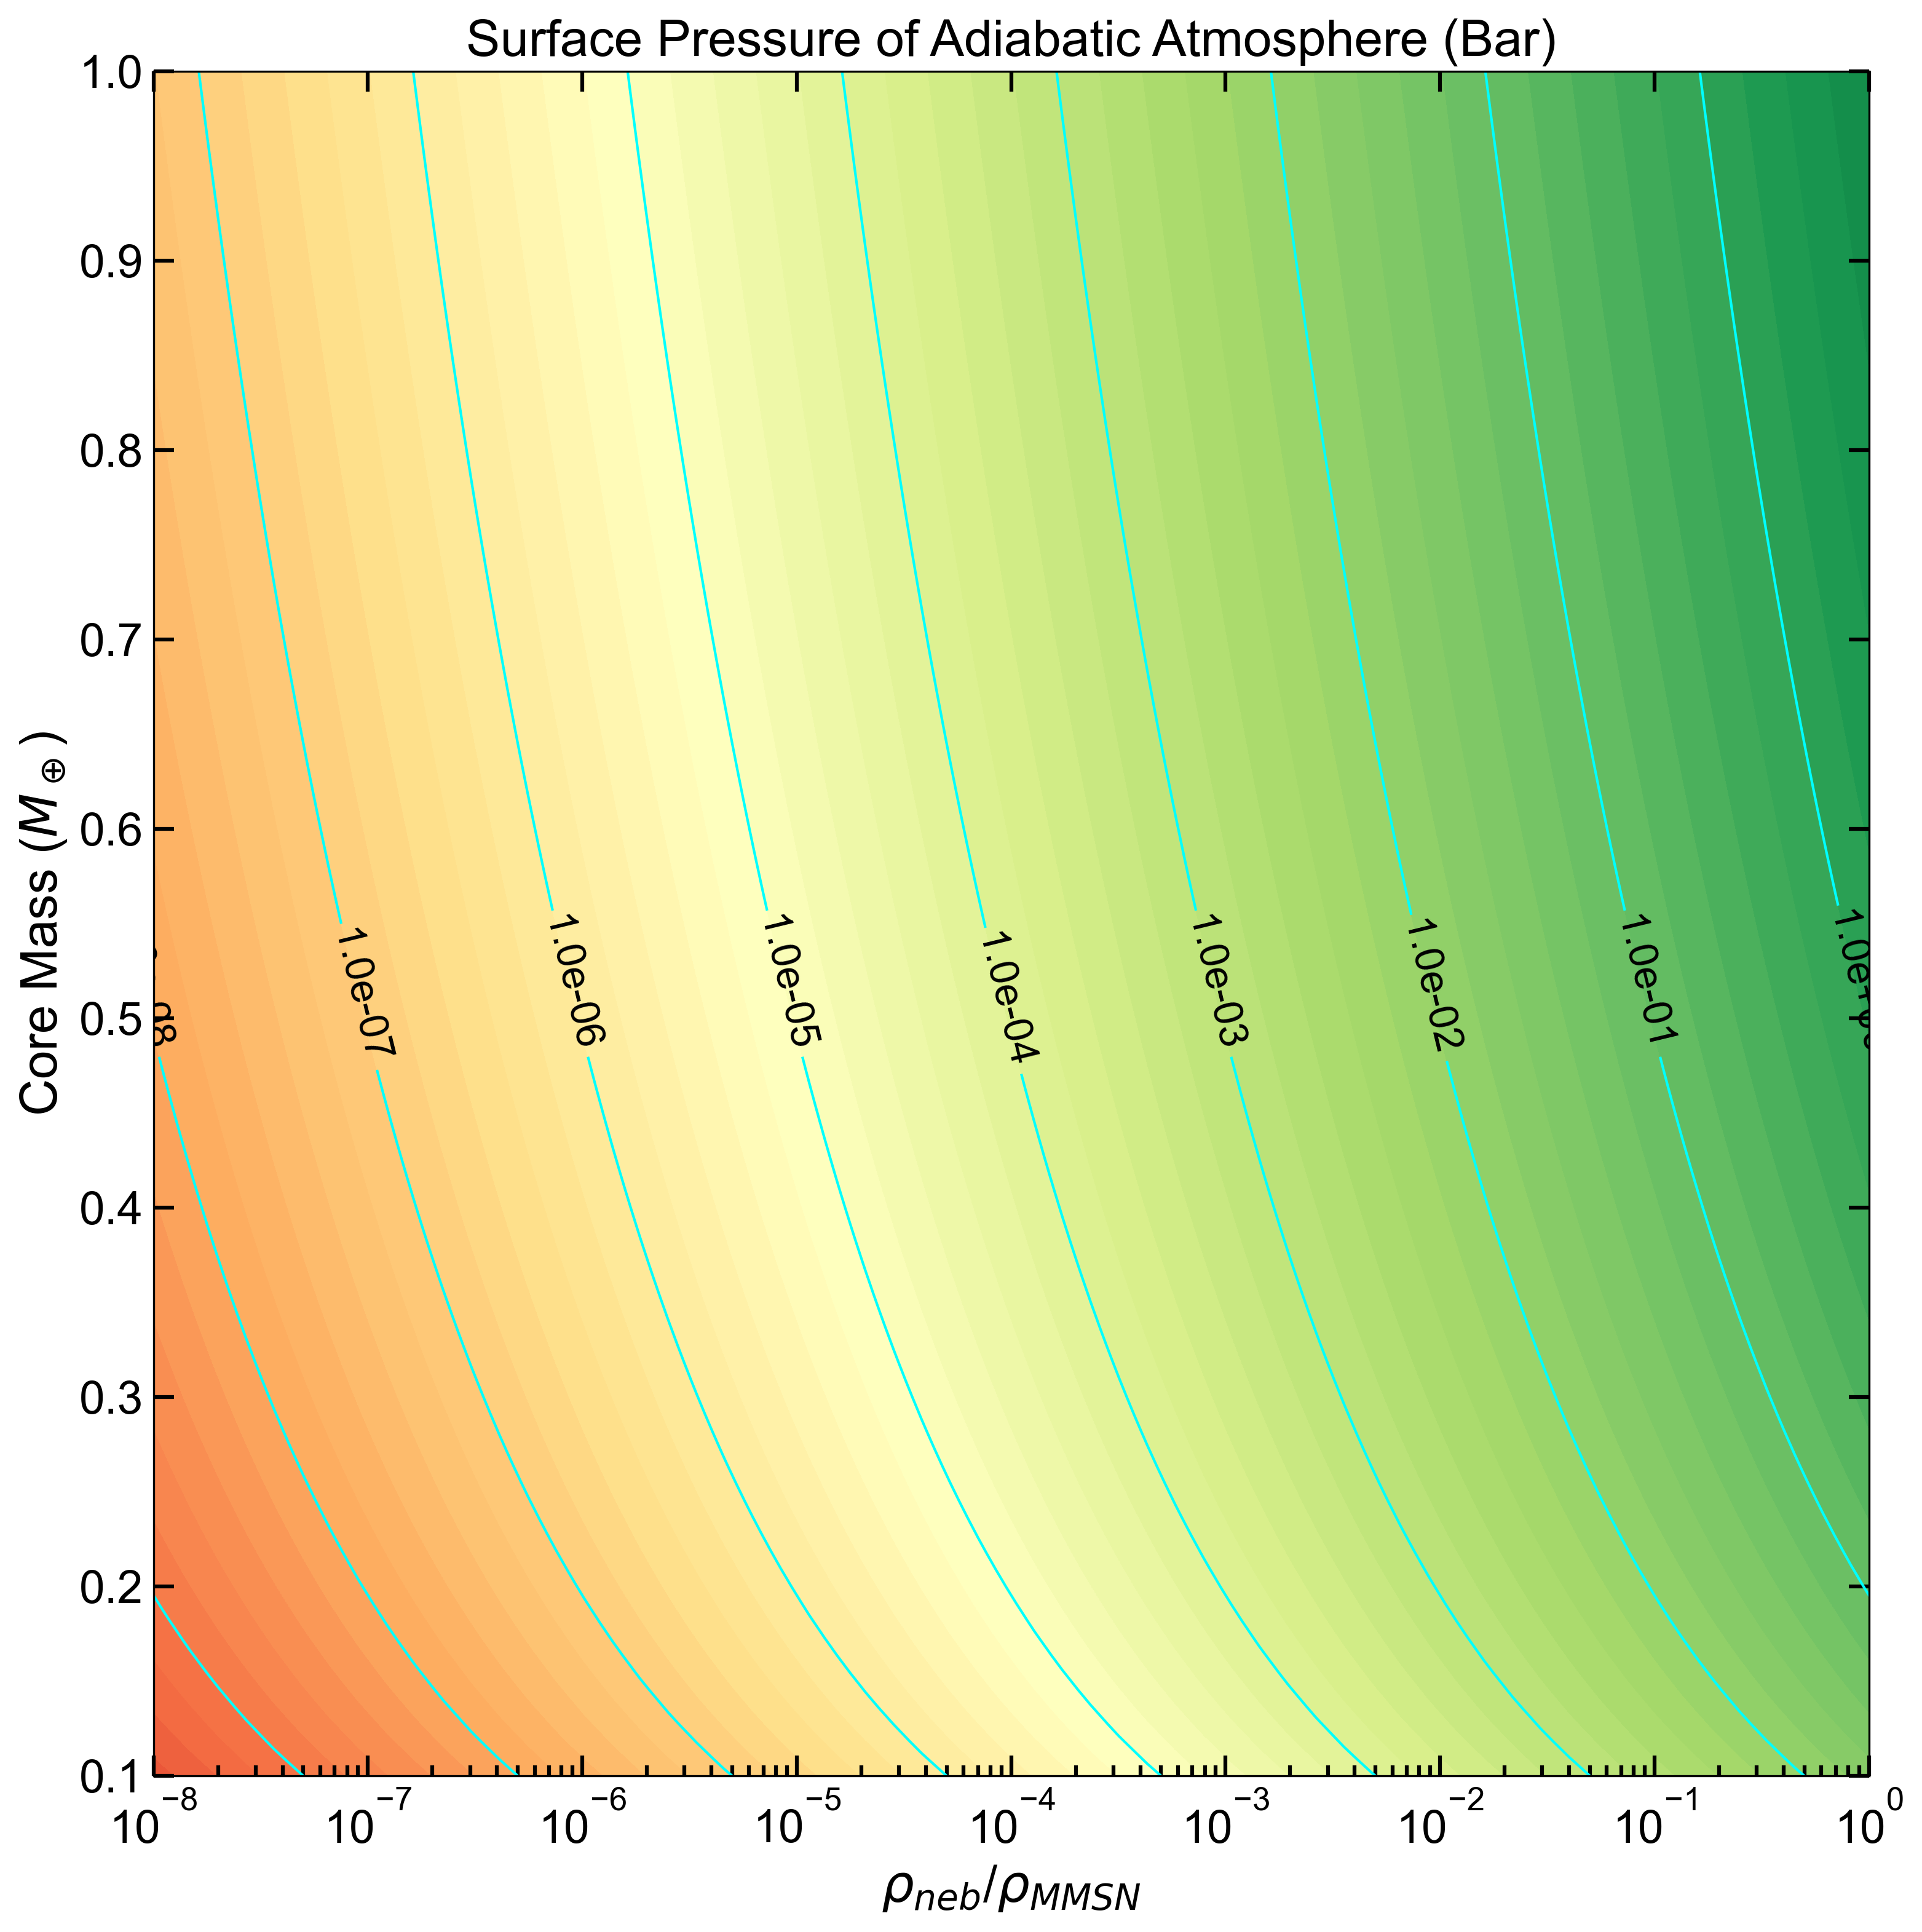 Surface Pressure of Adiabatic Atmosphere (Bar)
Core Mass (M⊕)
1.0
0.9
0.8
0.7
0.6
0.5
0.4
0.3
0.2
0.1
1.0e-07
1.0e-06
1.0e-05
1.0e-04
1.0e-03
1.0e-02
1.0e-01
10⁻⁸
10⁻⁷
10⁻⁶
10⁻⁵
10⁻⁴
10⁻³
10⁻²
10⁻¹
10⁰
ρneb/ρMMSN